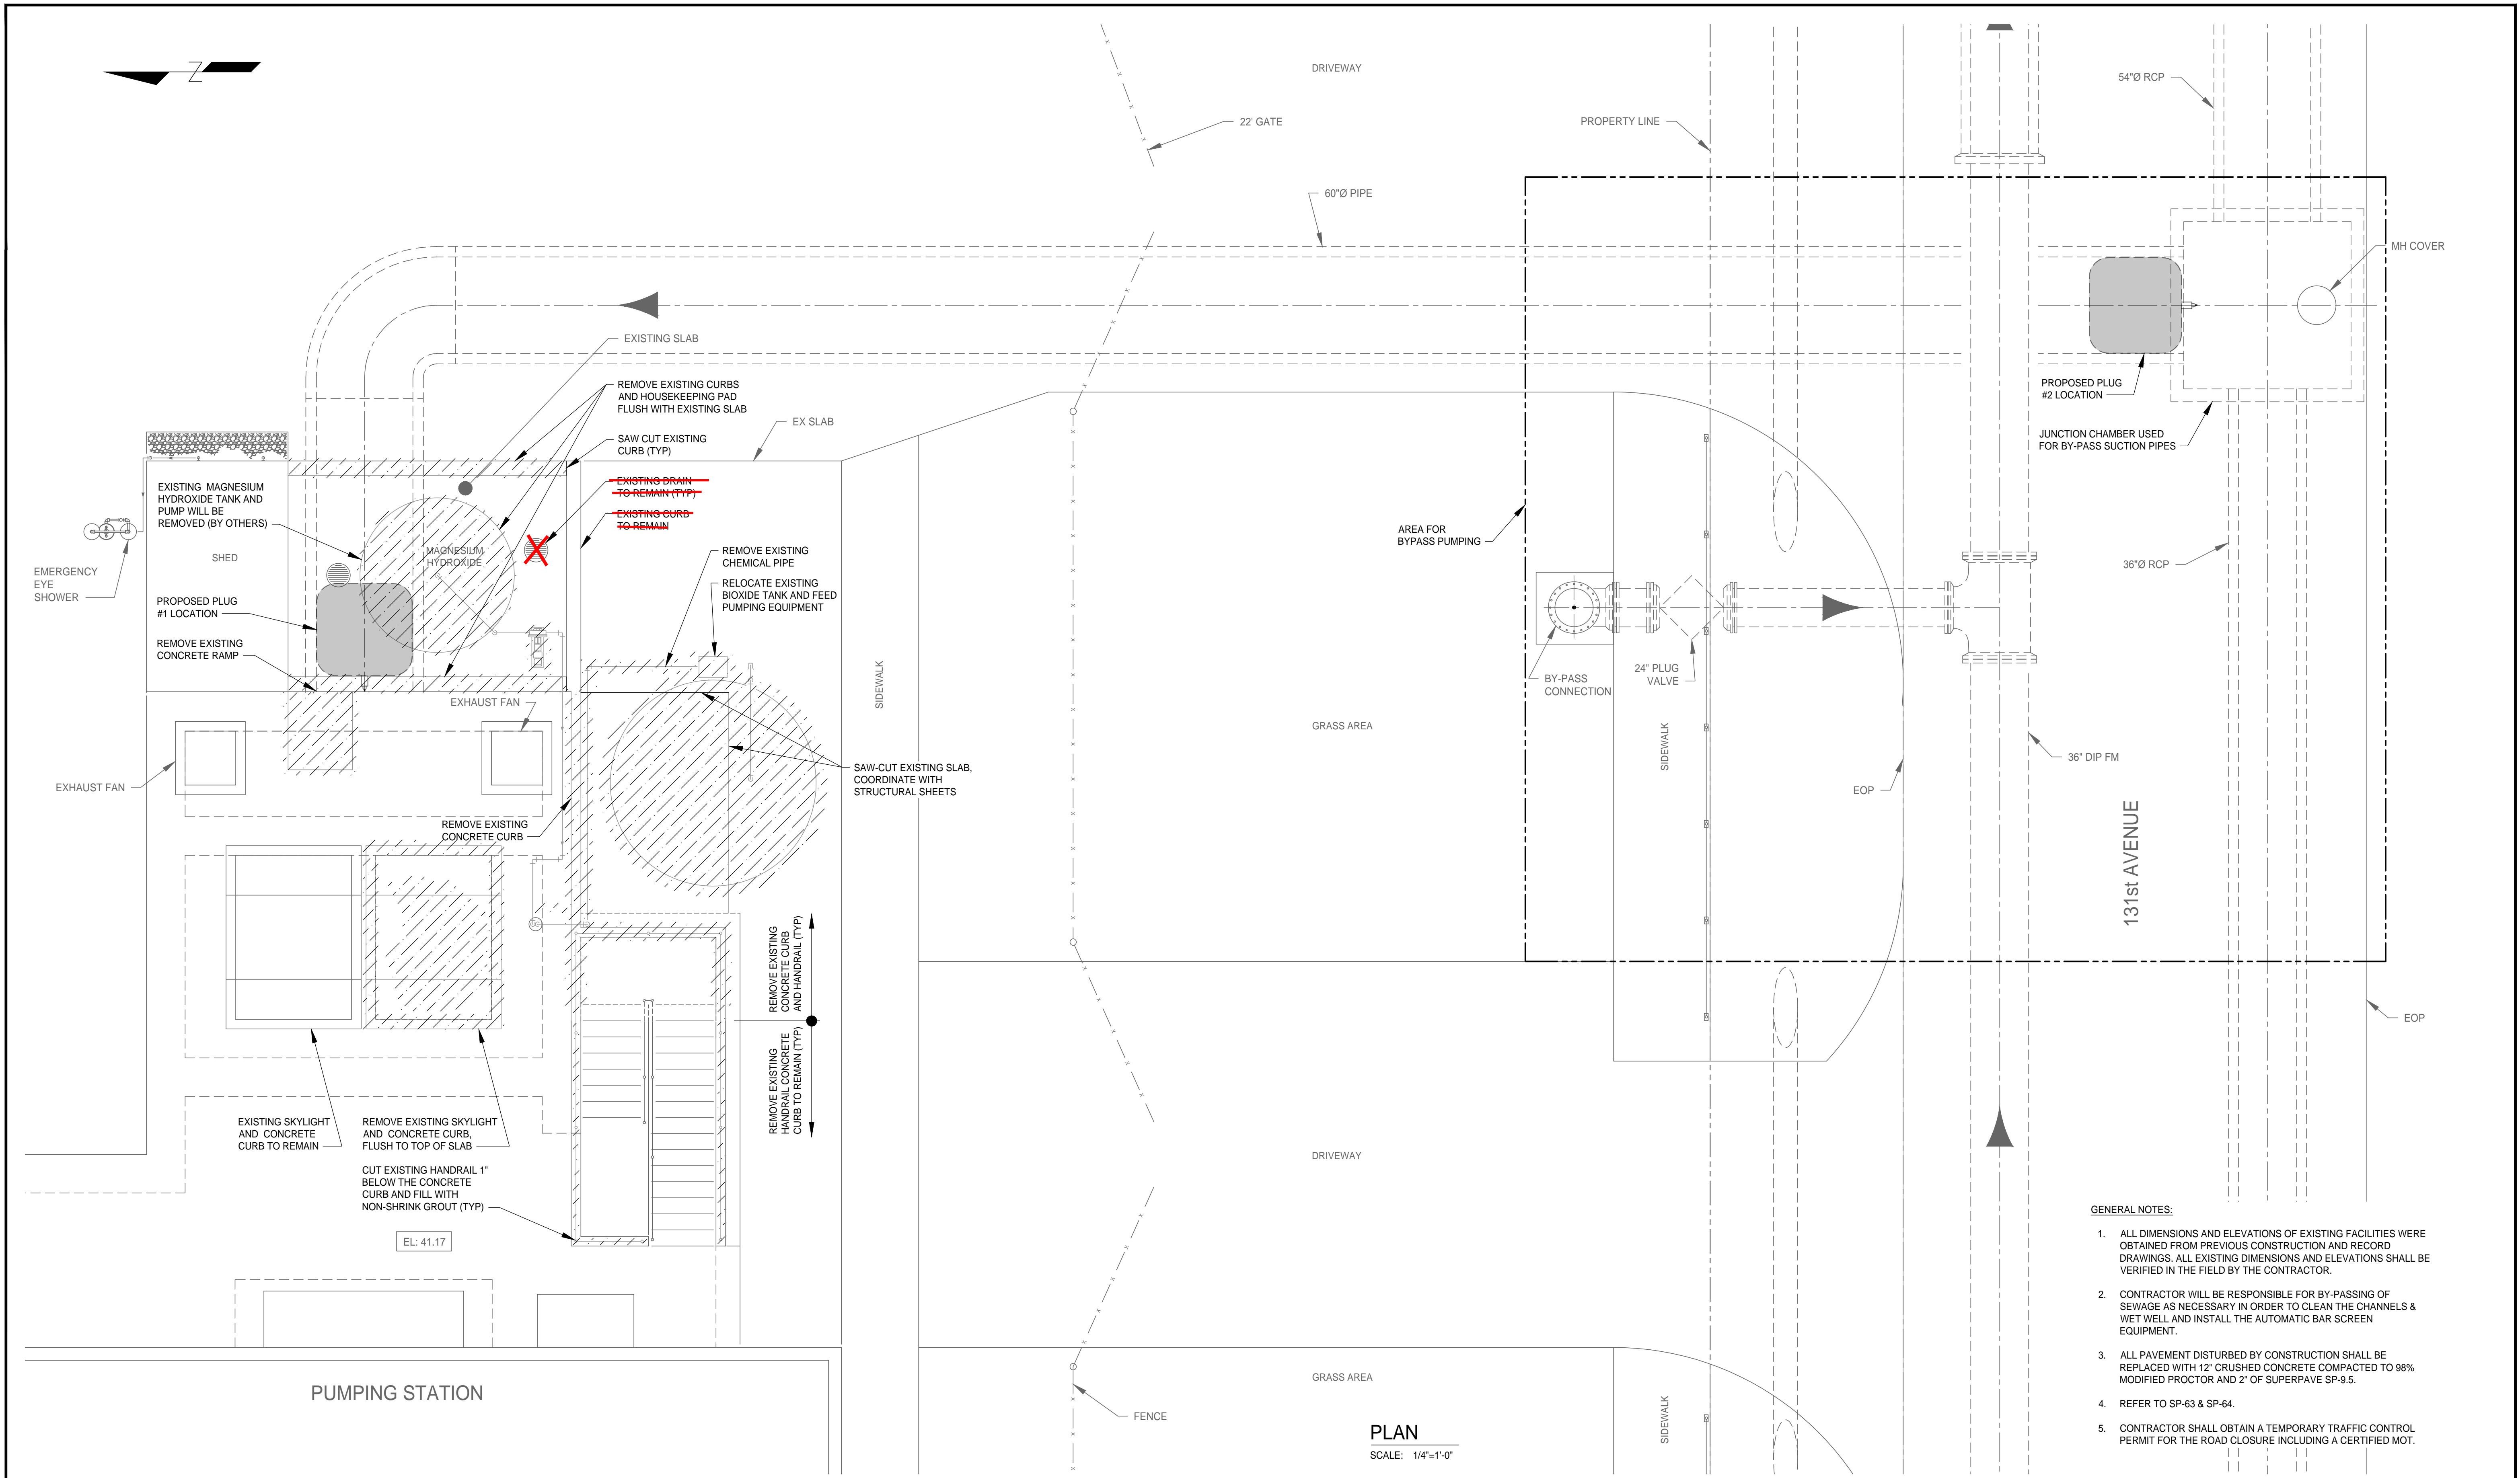 Z
DRIVEWAY
54"Ø RCP
22' GATE
PROPERTY LINE
60"Ø PIPE
MH COVER
EXISTING SLAB
REMOVE EXISTING CURBS
AND HOUSEKEEPING PAD
FLUSH WITH EXISTING SLAB
PROPOSED PLUG
#2 LOCATION
EX SLAB
SAW CUT EXISTING
CURB (TYP)
JUNCTION CHAMBER USED
FOR BY-PASS SUCTION PIPES
EXISTING DRAIN
TO REMAIN (TYP)
EXISTING CURB
TO REMAIN
EXISTING MAGNESIUM
HYDROXIDE TANK AND
PUMP WILL BE
REMOVED (BY OTHERS)
AREA FOR
BYPASS PUMPING
SHED
MAGNESIUM
HYDROXIDE
REMOVE EXISTING
CHEMICAL PIPE
EMERGENCY
EYE
SHOWER
36"Ø RCP
RELOCATE EXISTING
BIOXIDE TANK AND FEED
PUMPING EQUIPMENT
PROPOSED PLUG
#1 LOCATION
REMOVE EXISTING
CONCRETE RAMP
SIDEWALK
24" PLUG
VALVE
BY-PASS
CONNECTION
EXHAUST FAN
GRASS AREA
SIDEWALK
36" DIP FM
EXHAUST FAN
SAW-CUT EXISTING SLAB,
COORDINATE WITH
STRUCTURAL SHEETS
EOP
REMOVE EXISTING
CONCRETE CURB
131st AVENUE
REMOVE EXISTING
CONCRETE CURB
AND HANDRAIL (TYP)
EOP
REMOVE EXISTING
HANDRAIL CONCRETE
CURB TO REMAIN (TYP)
EXISTING SKYLIGHT
AND CONCRETE
CURB TO REMAIN
REMOVE EXISTING SKYLIGHT
AND CONCRETE CURB,
FLUSH TO TOP OF SLAB
DRIVEWAY
CUT EXISTING HANDRAIL 1"
BELOW THE CONCRETE
CURB AND FILL WITH
NON-SHRINK GROUT (TYP)
EL: 41.17
PUMPING STATION
GRASS AREA
FENCE
SIDEWALK
PLAN
SCALE: 1/4"=1'-0"
GENERAL NOTES:
1. ALL DIMENSIONS AND ELEVATIONS OF EXISTING FACILITIES WERE
OBTAINED FROM PREVIOUS CONSTRUCTION AND RECORD
DRAWINGS. ALL EXISTING DIMENSIONS AND ELEVATIONS SHALL BE
VERIFIED IN THE FIELD BY THE CONTRACTOR.
2. CONTRACTOR WILL BE RESPONSIBLE FOR BY-PASSING OF
SEWAGE AS NECESSARY IN ORDER TO CLEAN THE CHANNELS &
WET WELL AND INSTALL THE AUTOMATIC BAR SCREEN
EQUIPMENT.
3. ALL PAVEMENT DISTURBED BY CONSTRUCTION SHALL BE
REPLACED WITH 12" CRUSHED CONCRETE COMPACTED TO 98%
MODIFIED PROCTOR AND 2" OF SUPERPAVE SP-9.5.
4. REFER TO SP-63 & SP-64.
5. CONTRACTOR SHALL OBTAIN A TEMPORARY TRAFFIC CONTROL
PERMIT FOR THE ROAD CLOSURE INCLUDING A CERTIFIED MOT.